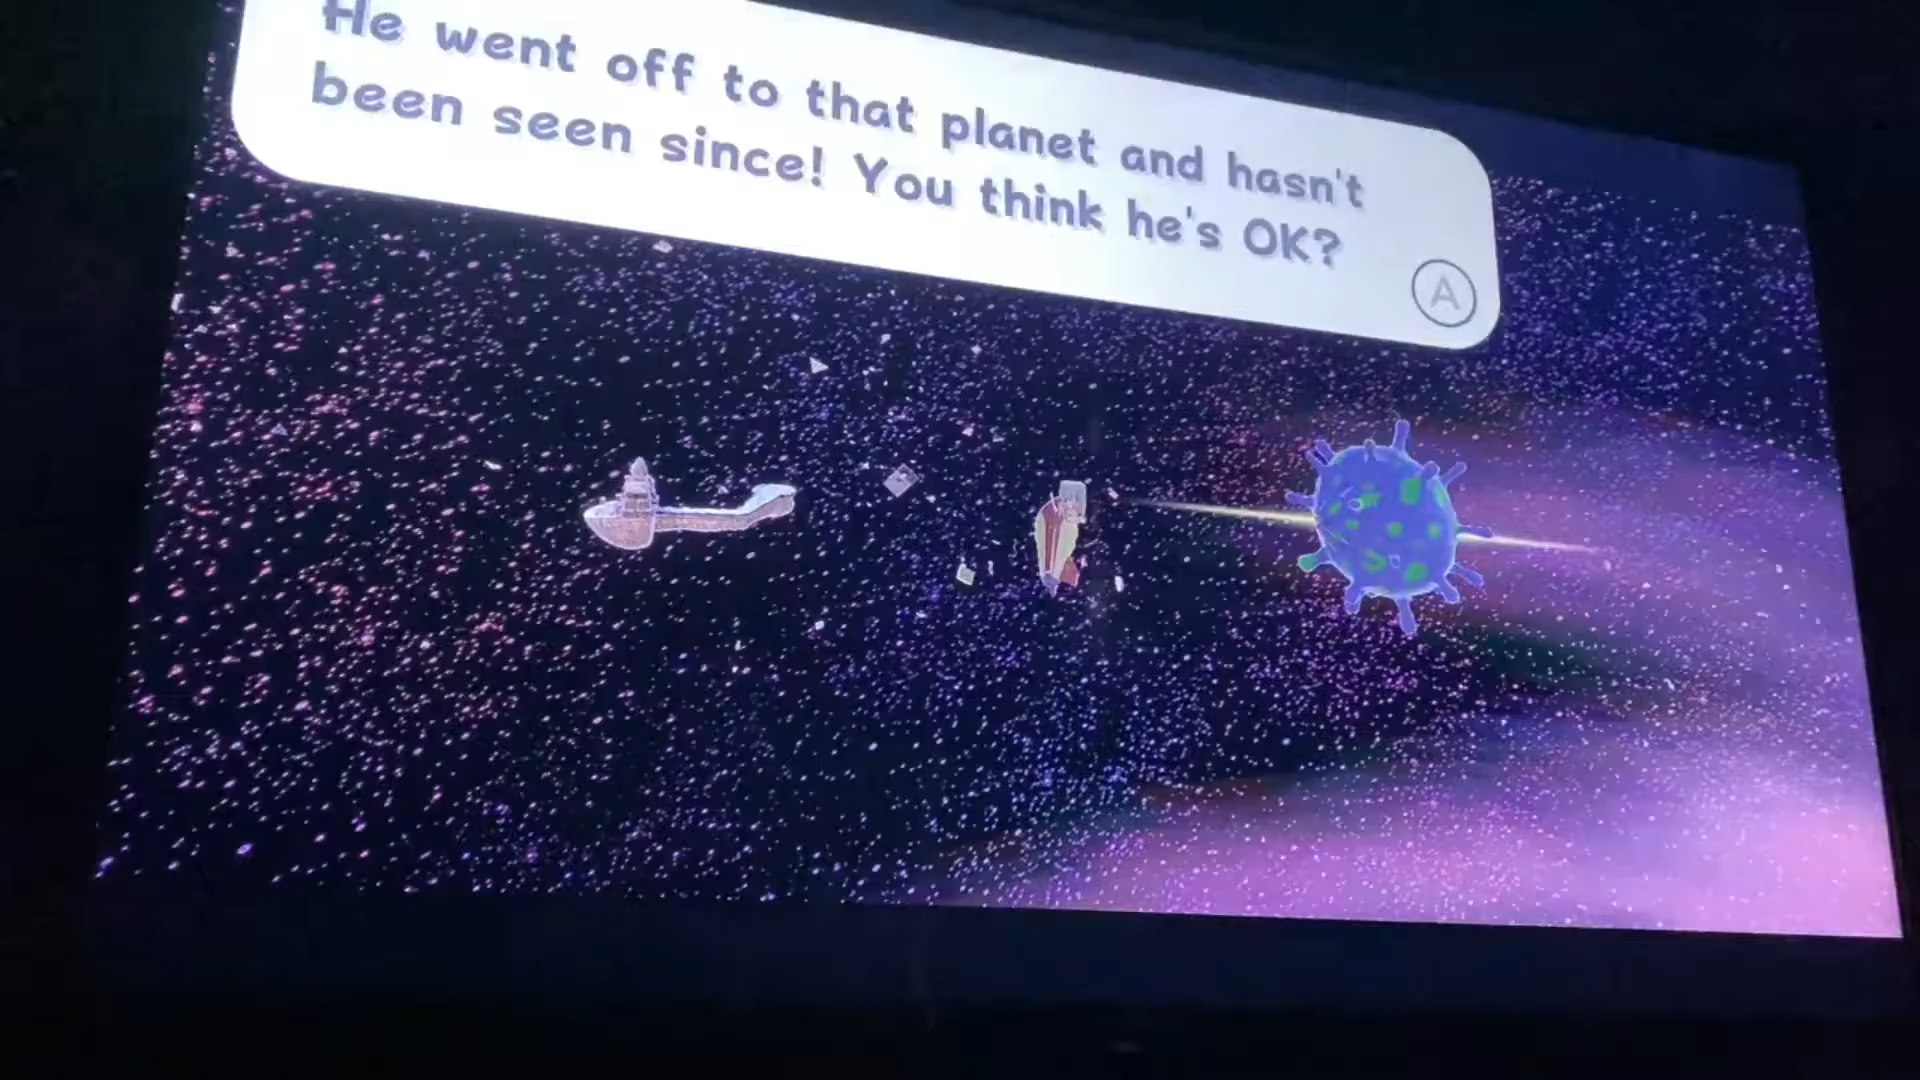 He went off to that planet and hasn't
been seen since! You think he's OK?
A